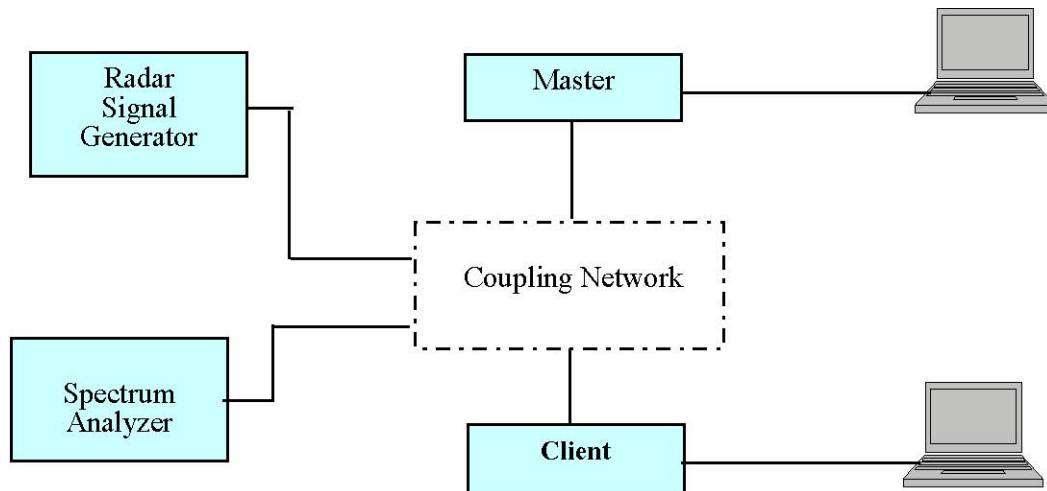 Radar
Signal
Generator
Master
Coupling Network
Spectrum
Analyzer
Client